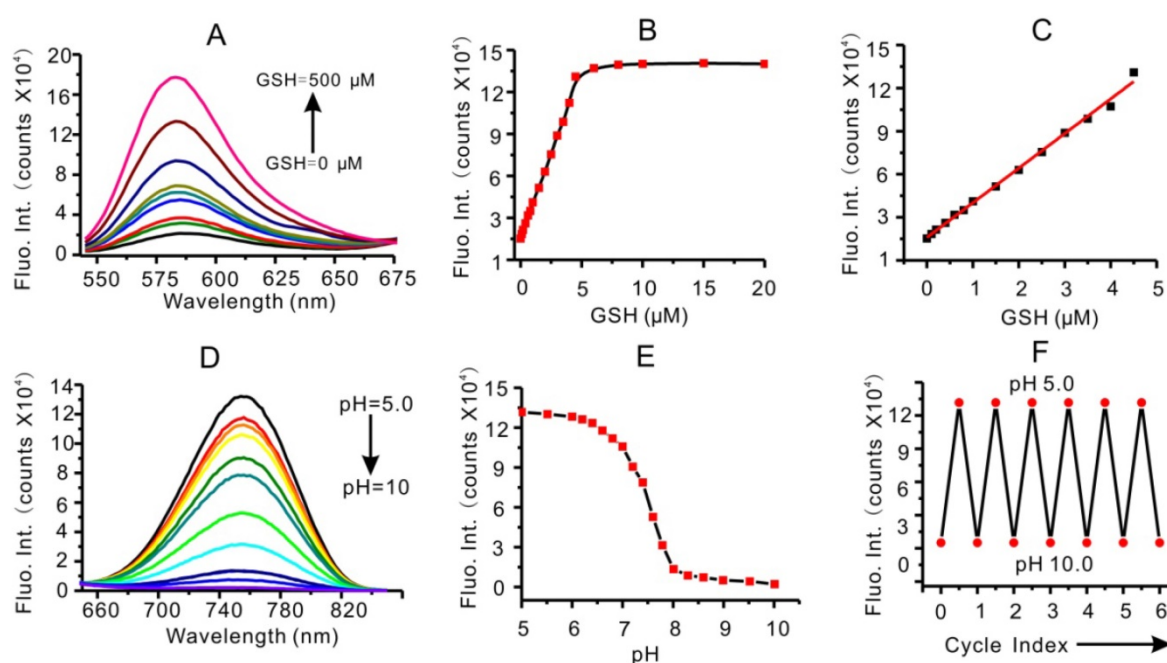 A
Fluo. Int. (counts X10⁴)
20
16
12
8
4
0
GSH=500 μM
GSH=0 μM
550 575 600 650 675
Wavelength (nm)
B
Fluo. Int. (counts X10⁴)
15
12
9
6
3
1
0 5 10 15 20
GSH (μM)
C
Fluo. Int. (counts X10⁴)
15
12
9
6
3
1
0 1 2 3 4 5
GSH (μM)
D
Fluo. Int. (counts X10⁴)
14
12
10
8
6
4
2
0
pH=5.0
pH=10
660 700 740 780 820
Wavelength (nm)
E
Fluo. Int. (counts X10⁴)
15
12
9
6
3
0
5 6 7 8 9 10
pH
F
Fluo. Int. (counts X10⁴)
12
9
6
3
0
pH 5.0
pH 10.0
0 1 2 3 4 5 6
Cycle Index